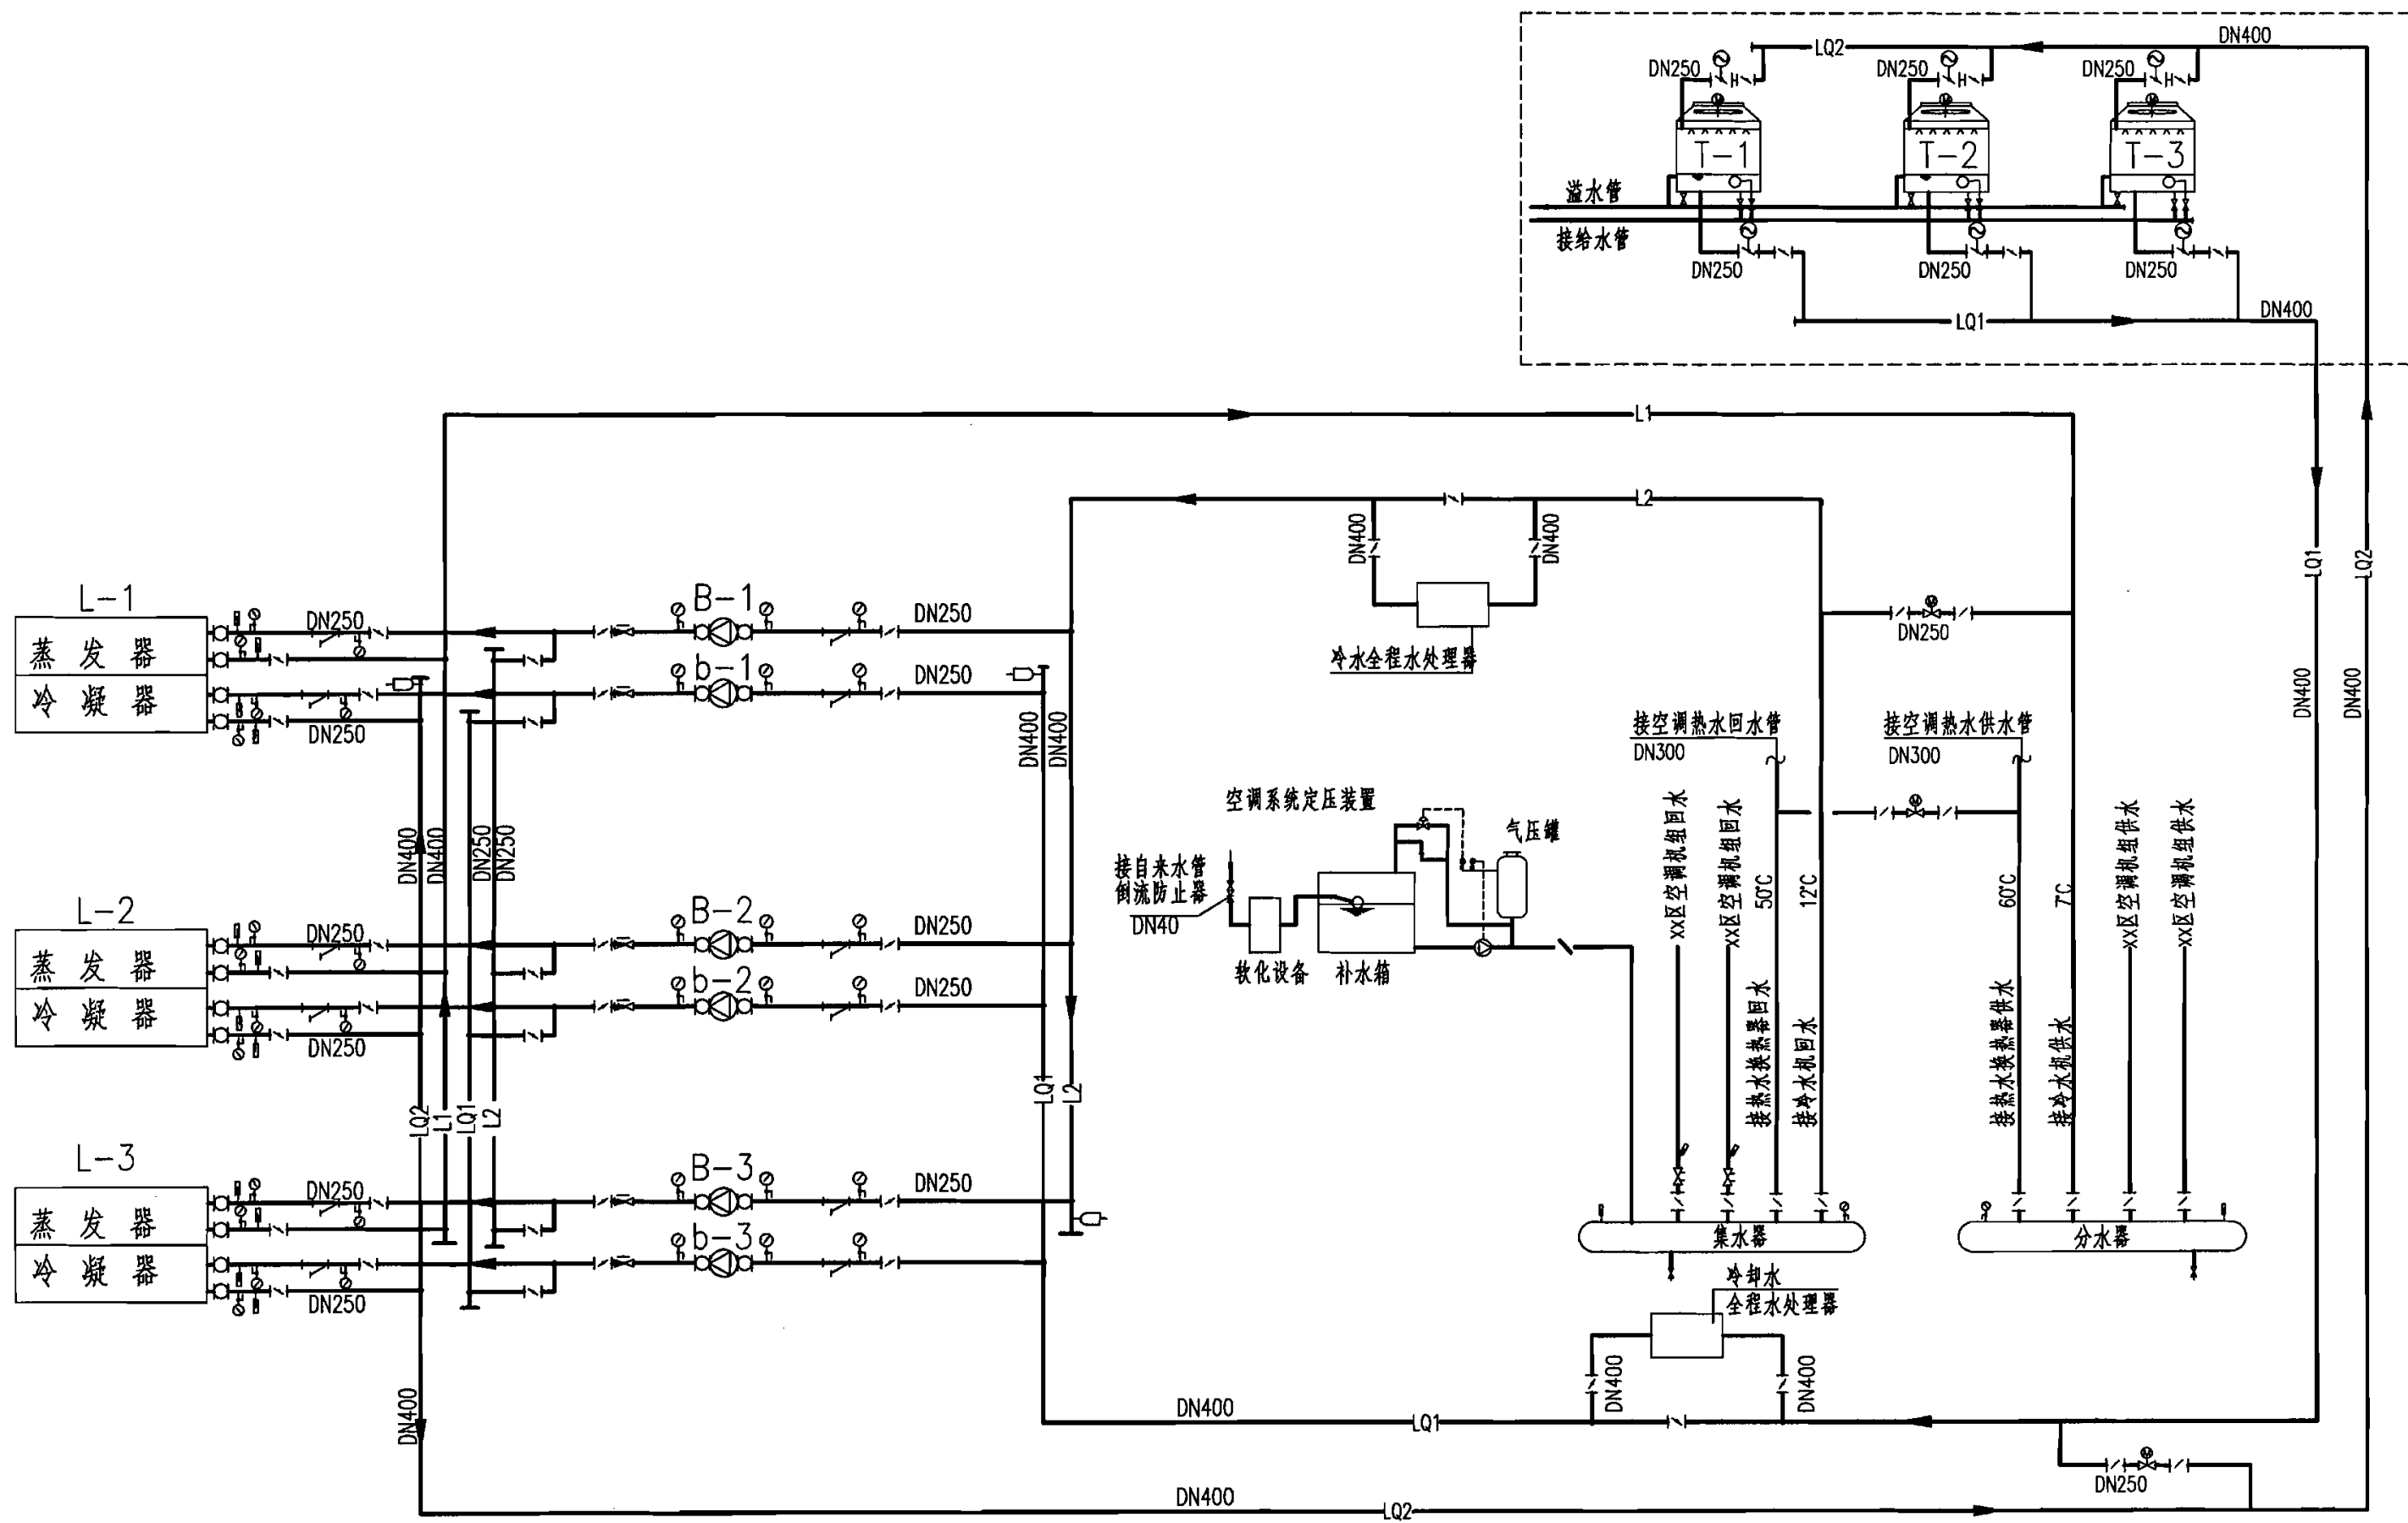 LQ2
DN400
DN250
DN250
DN250
T-1
T-2
T-3
溢水管
接给水管
DN250
DN250
DN250
LQ1
DN400
L1
L2
DN400
DN400
LQ1
LQ2
DN400
DN400
冷水全程水处理器
DN250
L-1
蒸发器
冷凝器
DN250
DN250
B-1
DN250
b-1
DN250
DN400
DN400
接空调热水回水管
DN300
接空调热水供水管
DN300
空调系统定压装置
气压罐
接自来水管
倒流防止器
DN40
软化设备
补水箱
xx区空调机组回水
xx区空调机组回水
50°C
12°C
接热水换热器回水
接冷水机回水
60°C
7°C
接热水换热器供水
接冷水机供水
xx区空调机组供水
xx区空调机组供水
DN400
DN400
DN250
DN250
L-2
蒸发器
冷凝器
DN250
DN250
B-2
DN250
b-2
DN250
LQ2
L1
LQ1
L2
LQ1
L2
L-3
蒸发器
冷凝器
DN250
DN250
B-3
DN250
b-3
集水器
分水器
冷却水
全程水处理器
DN400
DN400
DN400
DN400
LQ1
DN250
DN400
LQ2